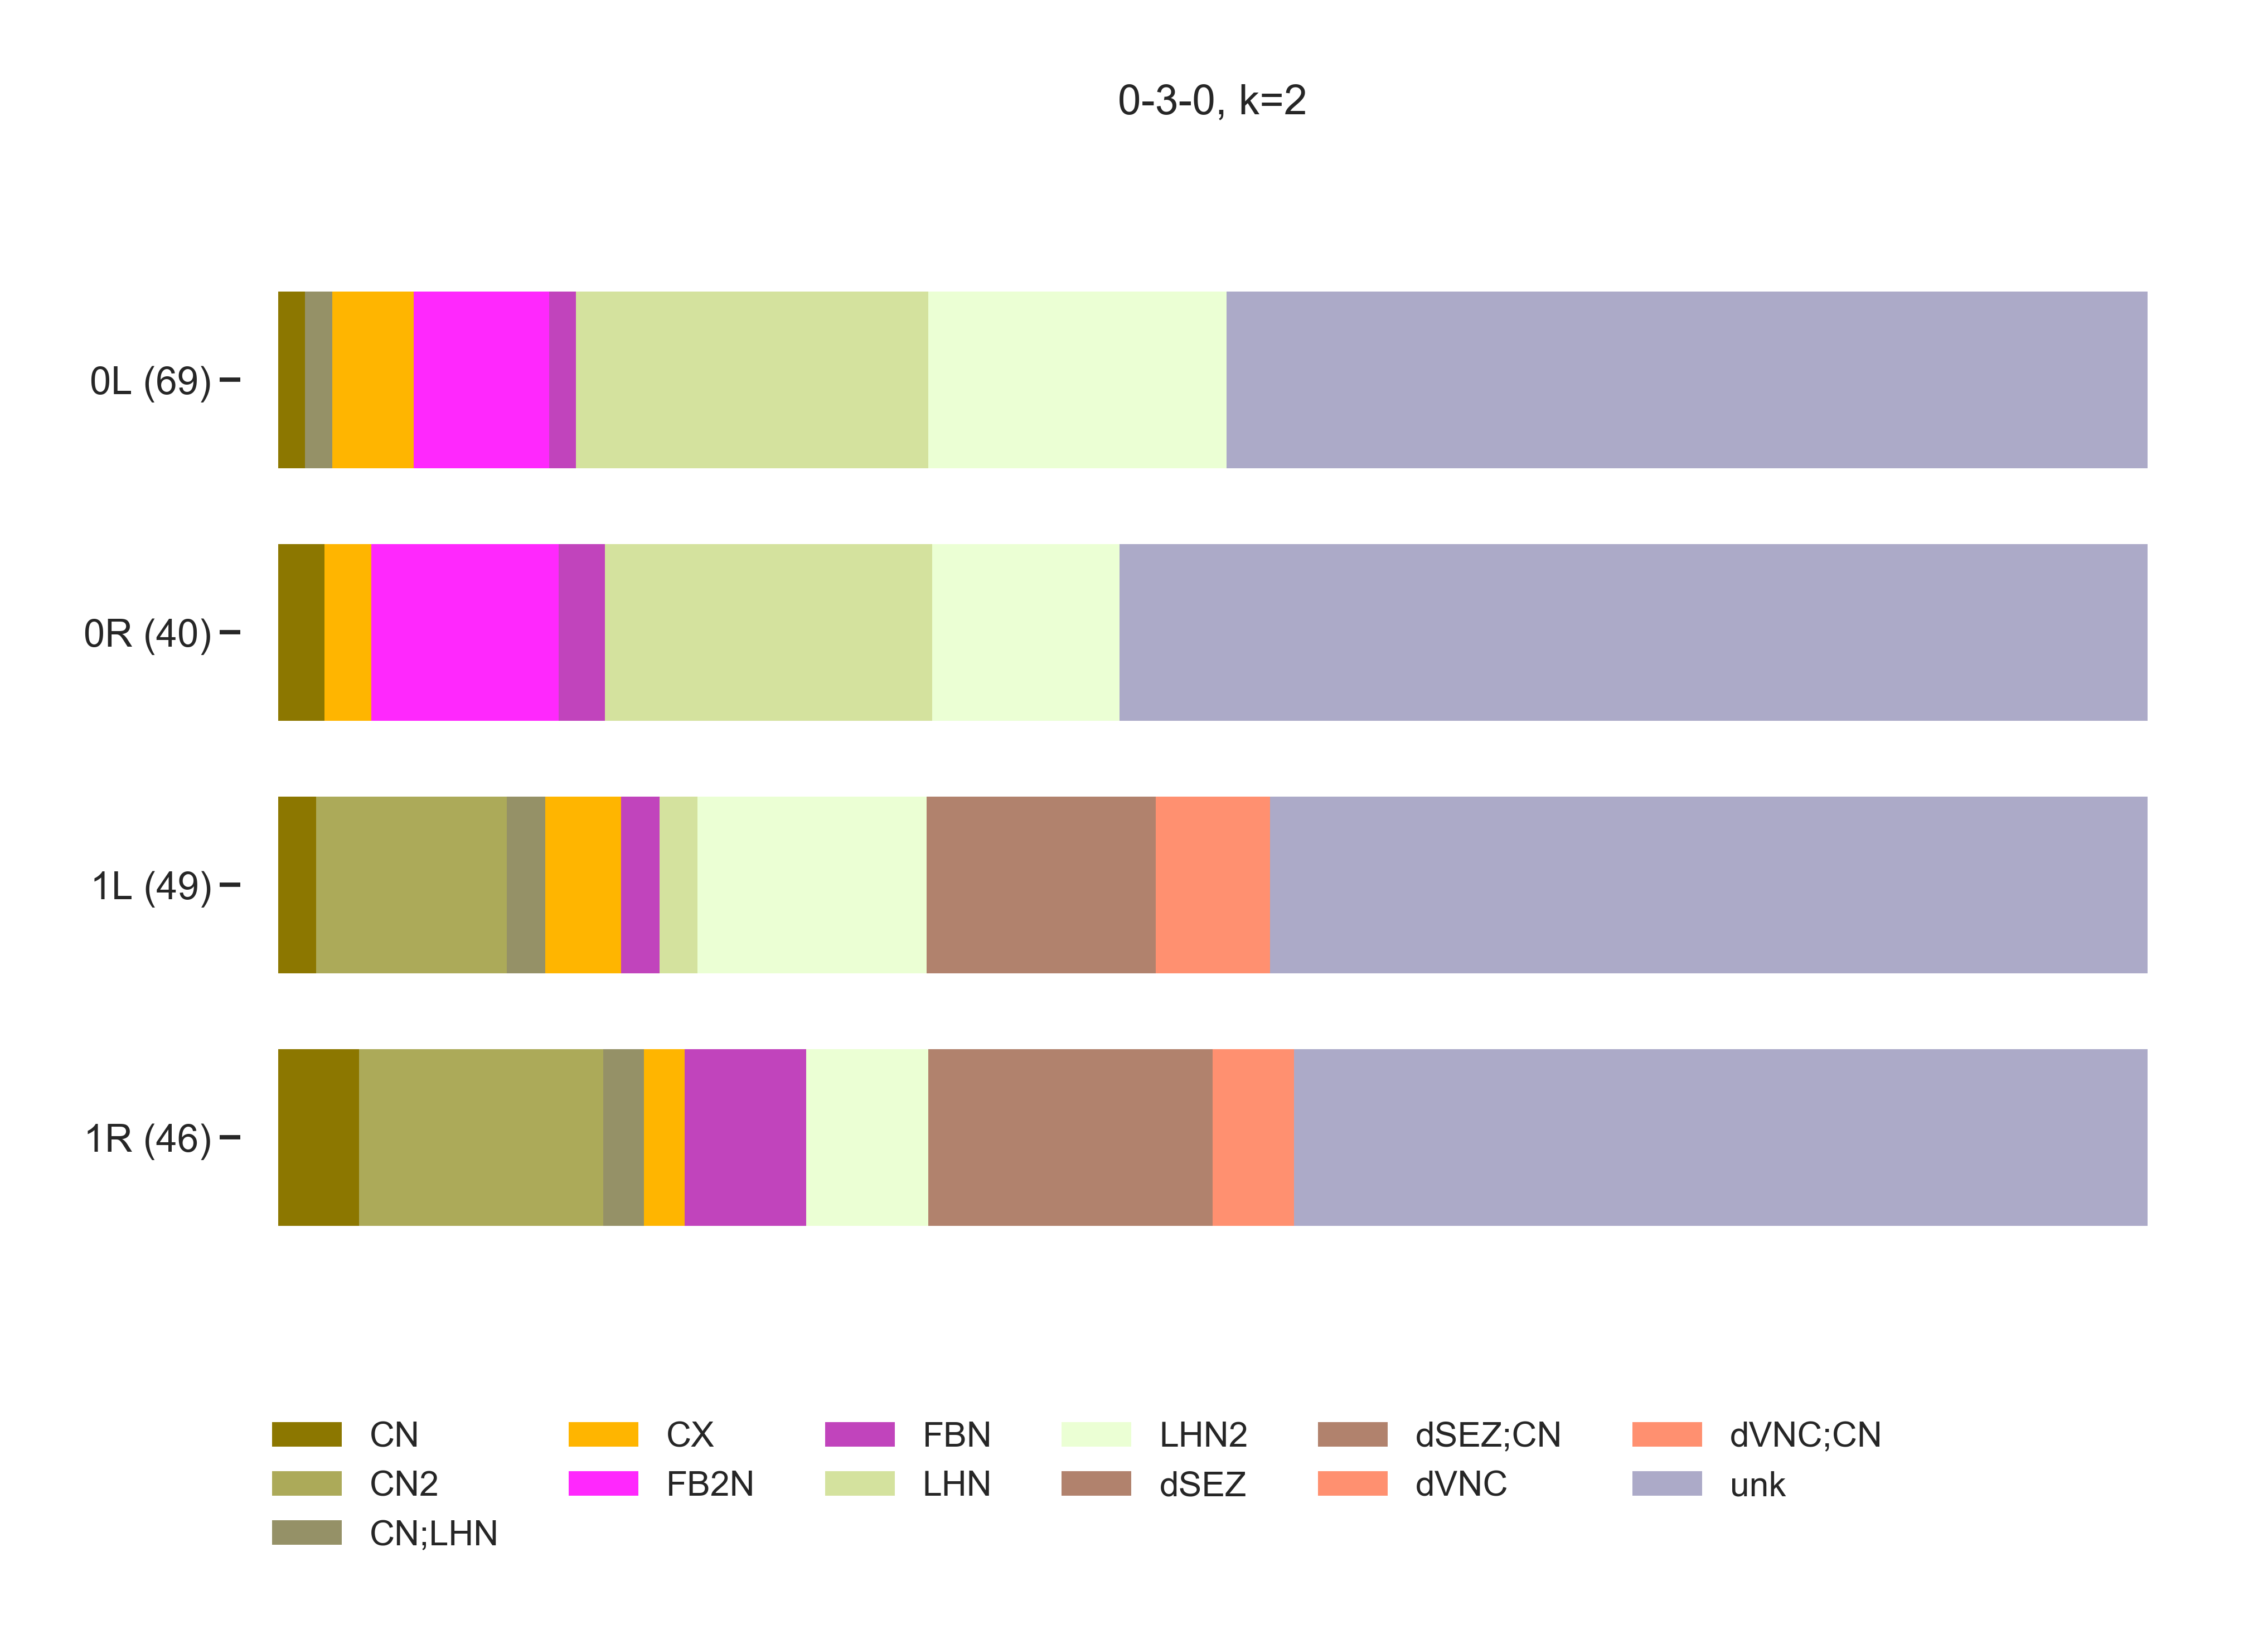 0-3-0, k=2
0L (69)
0R (40)
1L (49)
1R (46)
CN CX FBN LHN2 dSEZ;CN dVNC;CN
CN2 FB2N LHN dSEZ dVNC unk
CN;LHN